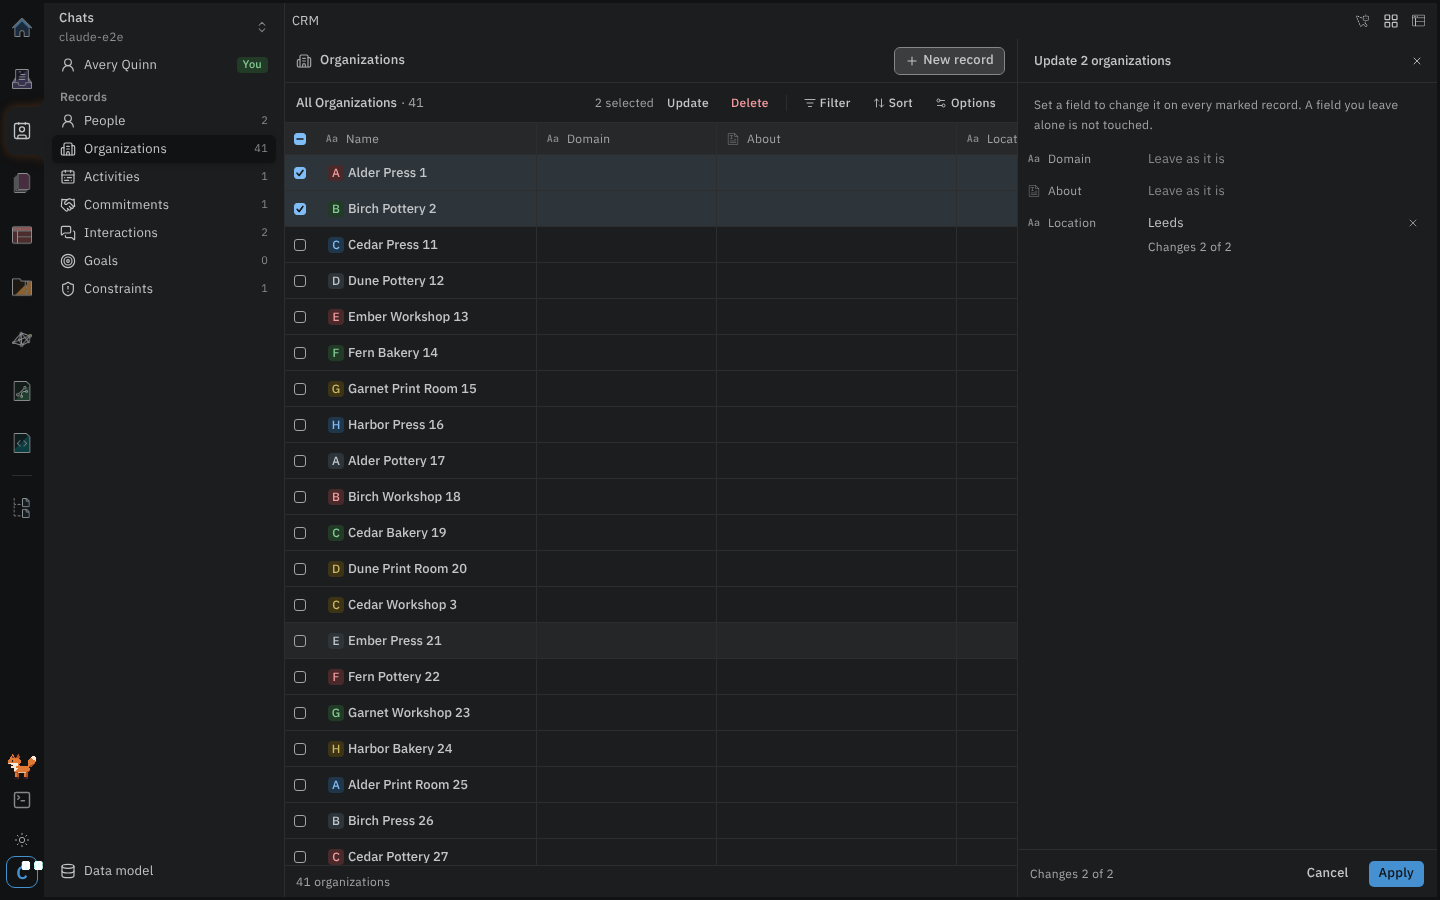 Chats
claude-e2e
Avery Quinn
You
Records
People 2
Organizations 41
Activities 1
Commitments 1
Interactions 2
Goals 0
Constraints 1
Data model
C
CRM
Organizations
New record
All Organizations · 41
2 selected
Update
Delete
Filter
Sort
Options
Aa Name
Aa Domain
About
Aa Locat
A Alder Press 1
B Birch Pottery 2
C Cedar Press 11
D Dune Pottery 12
E Ember Workshop 13
F Fern Bakery 14
G Garnet Print Room 15
H Harbor Press 16
A Alder Pottery 17
B Birch Workshop 18
C Cedar Bakery 19
D Dune Print Room 20
C Cedar Workshop 3
E Ember Press 21
F Fern Pottery 22
G Garnet Workshop 23
H Harbor Bakery 24
A Alder Print Room 25
B Birch Press 26
C Cedar Pottery 27
41 organizations
Update 2 organizations
Set a field to change it on every marked record. A field you leave
alone is not touched.
Aa Domain Leave as it is
About Leave as it is
Aa Location Leeds
Changes 2 of 2
Changes 2 of 2
Cancel
Apply